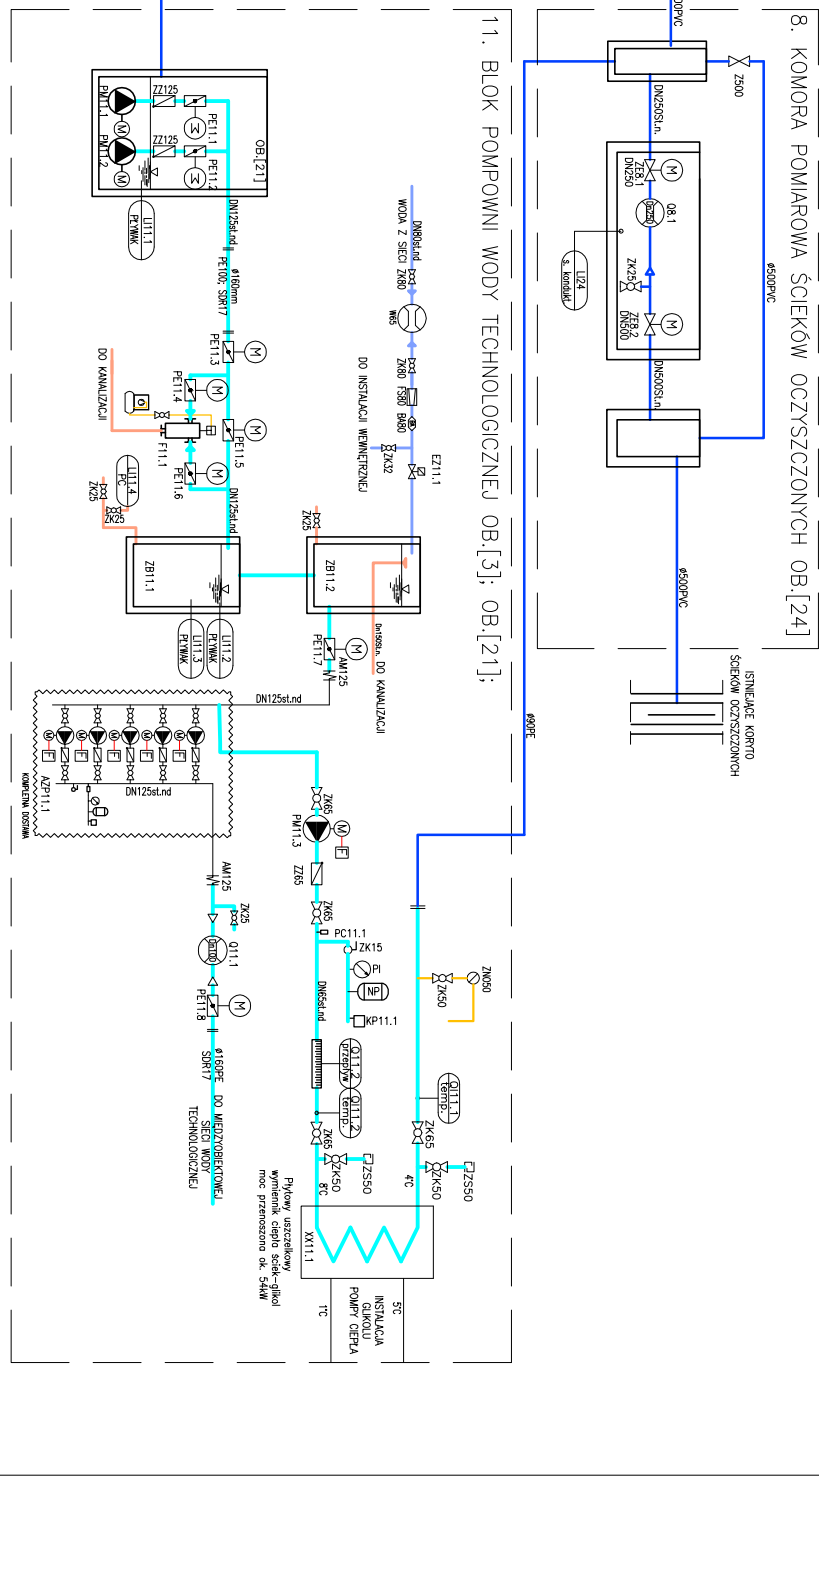 8. KOMORA POMIAROWA ŚCIEKÓW OCZYSZCZONYCH OB.[24]
Z500
ø500PVC
DN250St.n.
ZE8.1
DN250
M
Q8.1
Dn250
LI24
s. kondukt.
ZK25
ZE8.2
DN500
M
DN500St.n.
ø500PVC
ISTNIEJĄCE KORYTO
ŚCIEKÓW OCZYSZCZONYCH
ø90PE
11. BLOK POMPOWNI WODY TECHNOLOGICZNEJ OB.[3]; OB.[21];
OB.[21]
PM11.1
M
ZZ125
PE11.1
M
PM11.2
M
ZZ125
PE11.2
M
LI11.1
PŁYWAK
DN125st.nd
ø160mm
PE100; SDR17
PE11.3
M
PE11.4
M
PE11.5
M
F11.1
PE11.6
M
DO KANALIZACJI
LI11.4
PC
ZK25
ZK25
DN125st.nd
WODA Z SIECI
DN80st.nd
ZK80
W65
ZK80
FS80
BA80
ZK32
DO INSTALACJI WEWNĘTRZNEJ
EZ11.1
ZK25
ZB11.1
ZB11.2
LI11.3
PŁYWAK
LI11.2
PŁYWAK
PE11.7
M
AM125
Dn150St.n.
DO KANALIZACJI
DN125st.nd
M
F
M
F
M
F
M
F
M
F
DN125st.nd
AZP11.1
KOMPLETNA DOSTAWA
AM125
ZK25
Q11.1
Dn100
PE11.8
M
ø160PE
SDR17
DO MIĘDZYOBIEKTOWEJ
SIECI WODY
TECHNOLOGICZNEJ
ZK65
PM11.3
M
F
ZZ65
ZK65
PC11.1
ZK15
PI
NP
KP11.1
DN65st.nd
Q11.2
przepływ
QI11.2
temp.
ZK65
ZK50
ZS50
8°C
ZN050
ZK50
QI11.1
temp.
ZK65
ZK50
ZS50
4°C
XX11.1
Płytowy uszczelkowy
wymiennik ciepła ściek-glikol
moc przenoszona ok. 54kW
1°C
5°C
INSTALACJA
GLIKOLU
POMPY CIEPŁA